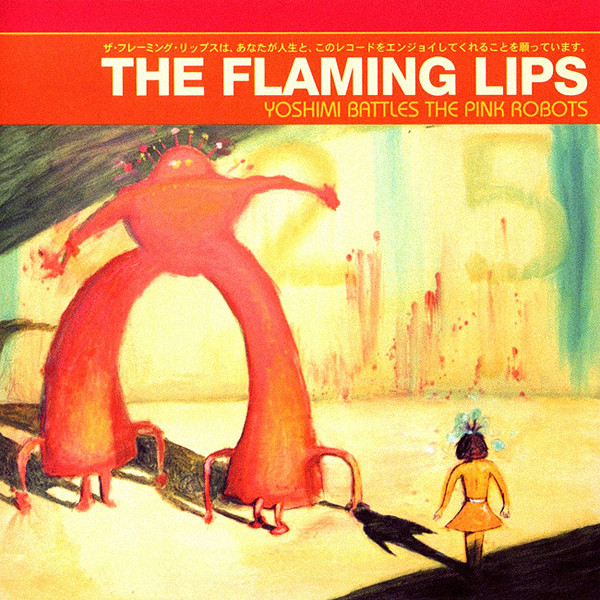 ザ・フレーミング・リップスは、あなたが人生と、このレコードをエンジョイしてくれることを願っています。
THE FLAMING LIPS
YOSHIMI BATTLES THE PINK ROBOTS
25